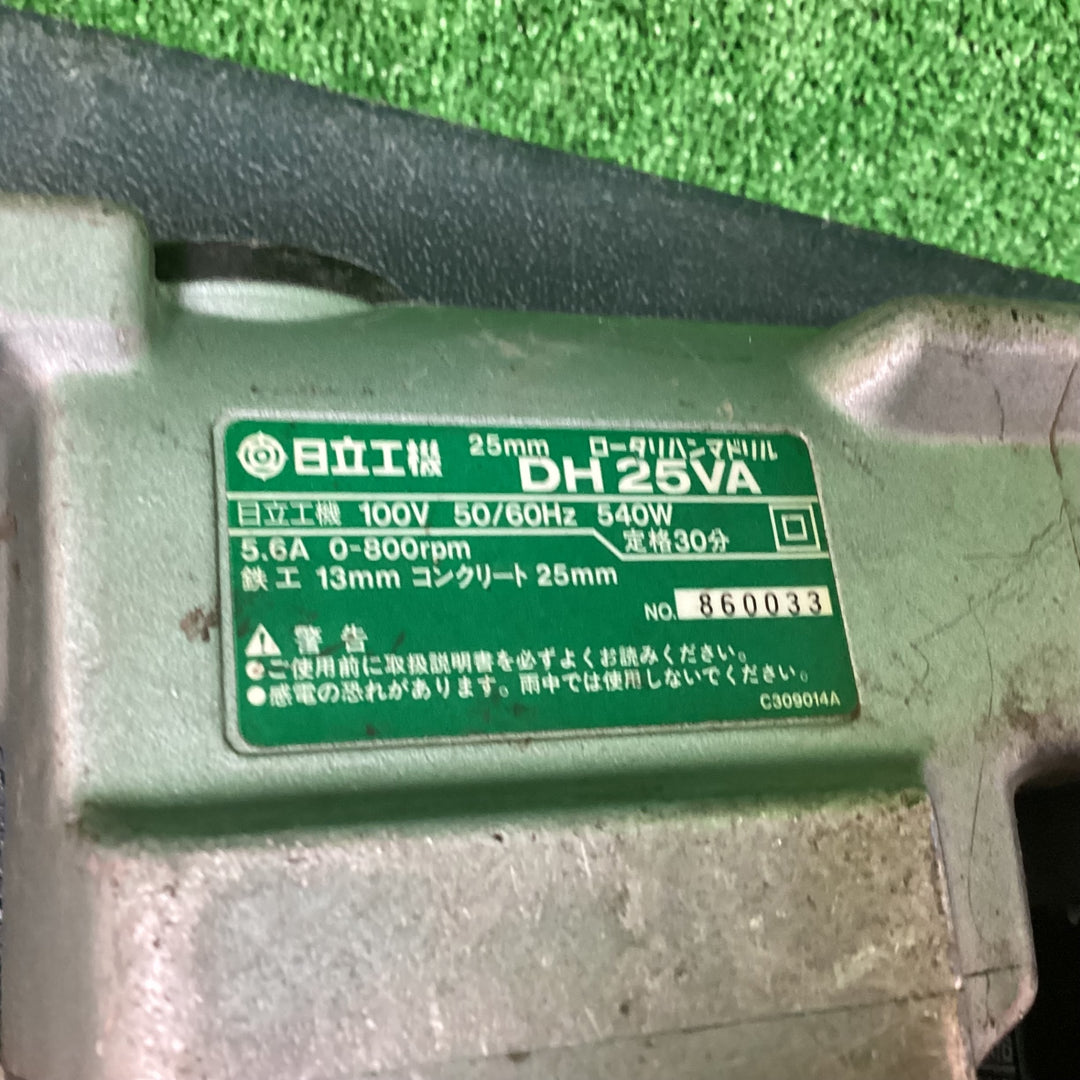 日立工機 25mm ロータリハンマドリル
DH 25VA
日立工機 100V 50/60Hz 540W
5.6A 0-800rpm 定格30分
鉄工 13mm コンクリート 25mm
NO. 860033
警告
●ご使用前に取扱説明書を必ずよくお読みください。
●感電の恐れがあります。雨中では使用しないでください。
C309014A